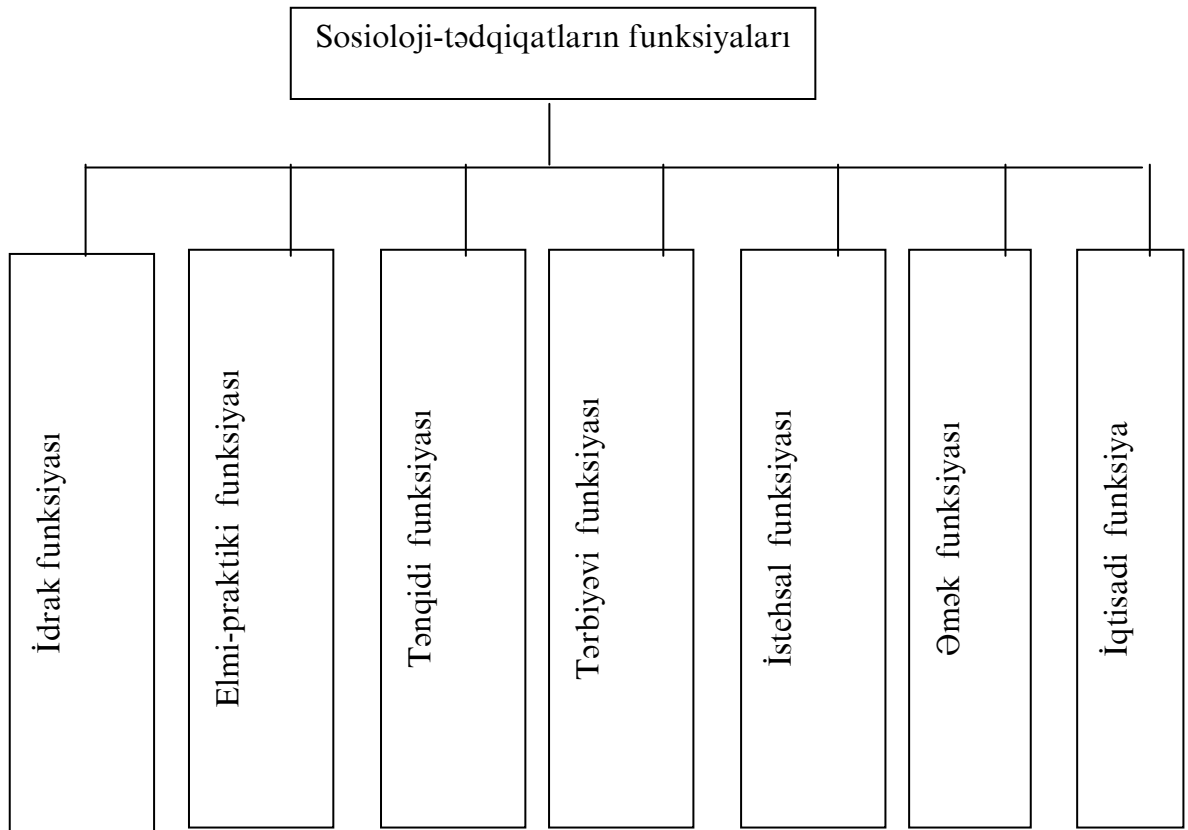 Sosioloji-tədqiqatların funksiyaları
İdrak funksiyası
Elmi-praktiki funksiyası
Tənqidi funksiyası
Tərbiyəvi funksiyası
İstehsal funksiyası
Əmək funksiyası
İqtisadi funksiya